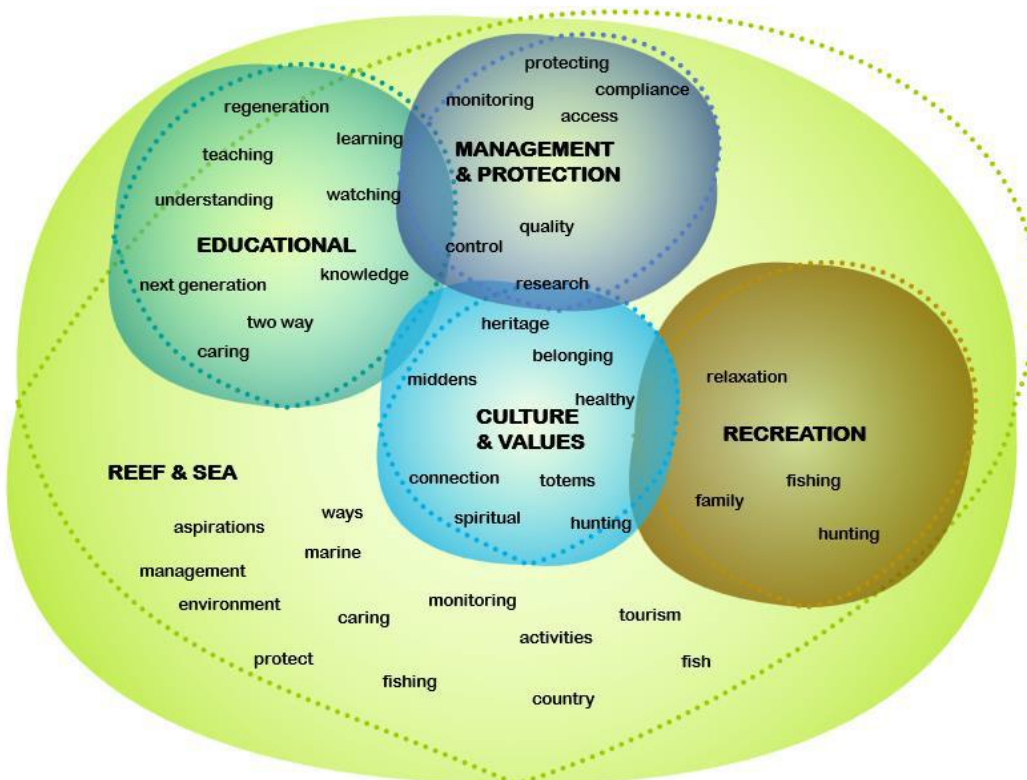 protecting
compliance
monitoring
access
MANAGEMENT
& PROTECTION
quality
control
research
regeneration
learning
teaching
watching
understanding
EDUCATIONAL
knowledge
next generation
two way
caring
heritage
belonging
middens
healthy
CULTURE
& VALUES
connection
totems
spiritual
hunting
relaxation
RECREATION
fishing
family
hunting
REEF & SEA
ways
aspirations
marine
management
environment
monitoring
caring
tourism
activities
protect
fish
fishing
country